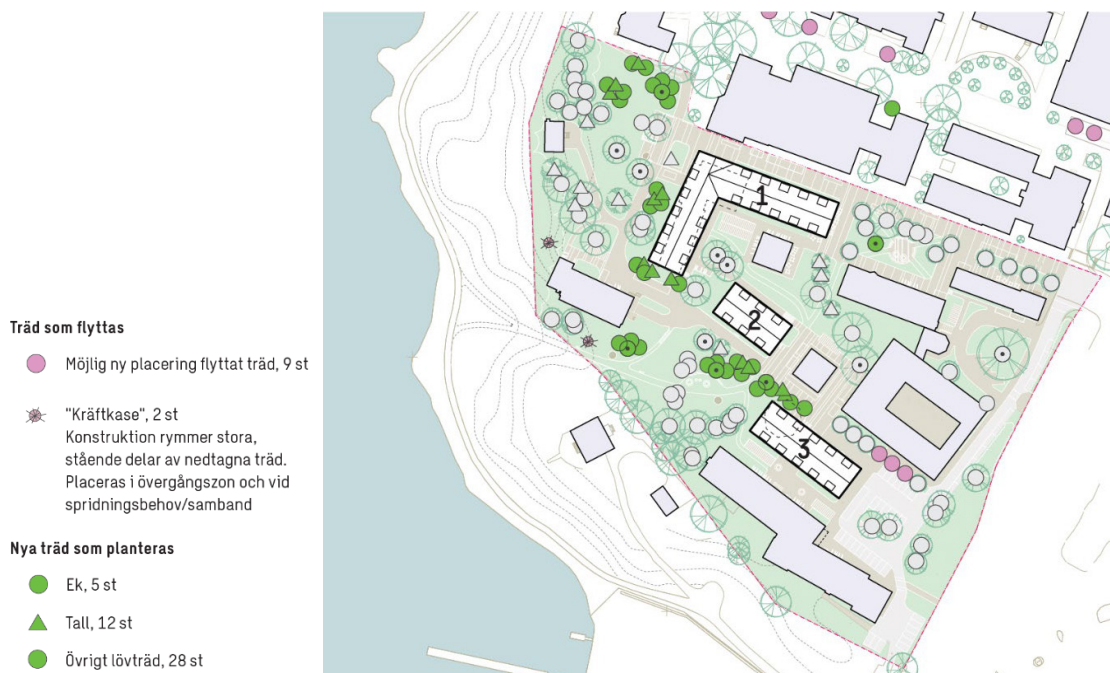 Träd som flyttas
Möjlig ny placering flyttat träd, 9 st
"Kräftkase", 2 st
Konstruktion rymmer stora,
stående delar av nedtagna träd.
Placeras i övergångszon och vid
spridningsbehov/samband
Nya träd som planteras
Ek, 5 st
Tall, 12 st
Övrigt lövträd, 28 st
1
2
3